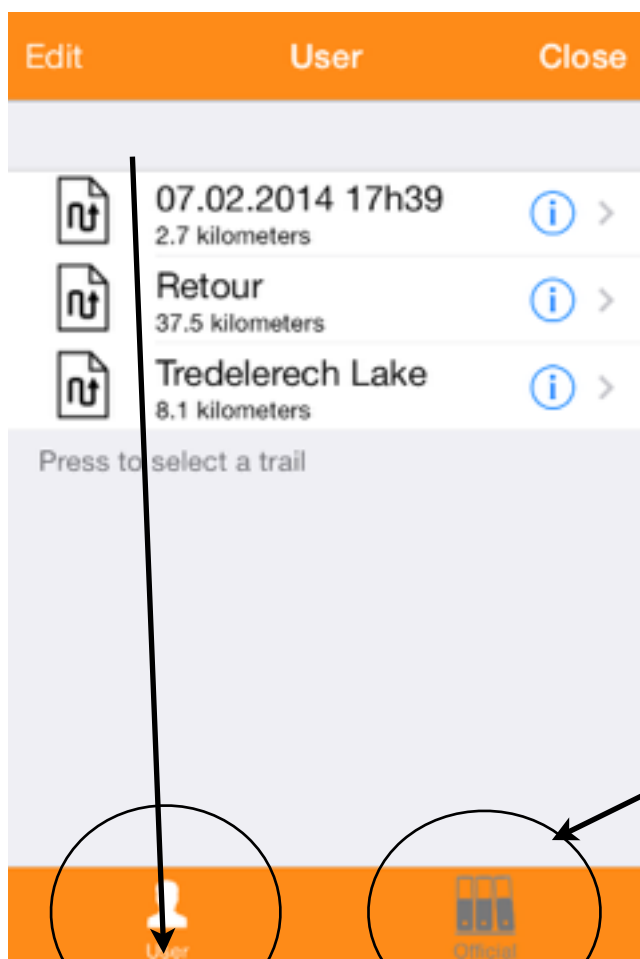 Edit User Close
07.02.2014 17h39
2.7 kilometers
Retour
37.5 kilometers
Tredelerech Lake
8.1 kilometers
Press to select a trail
User Official